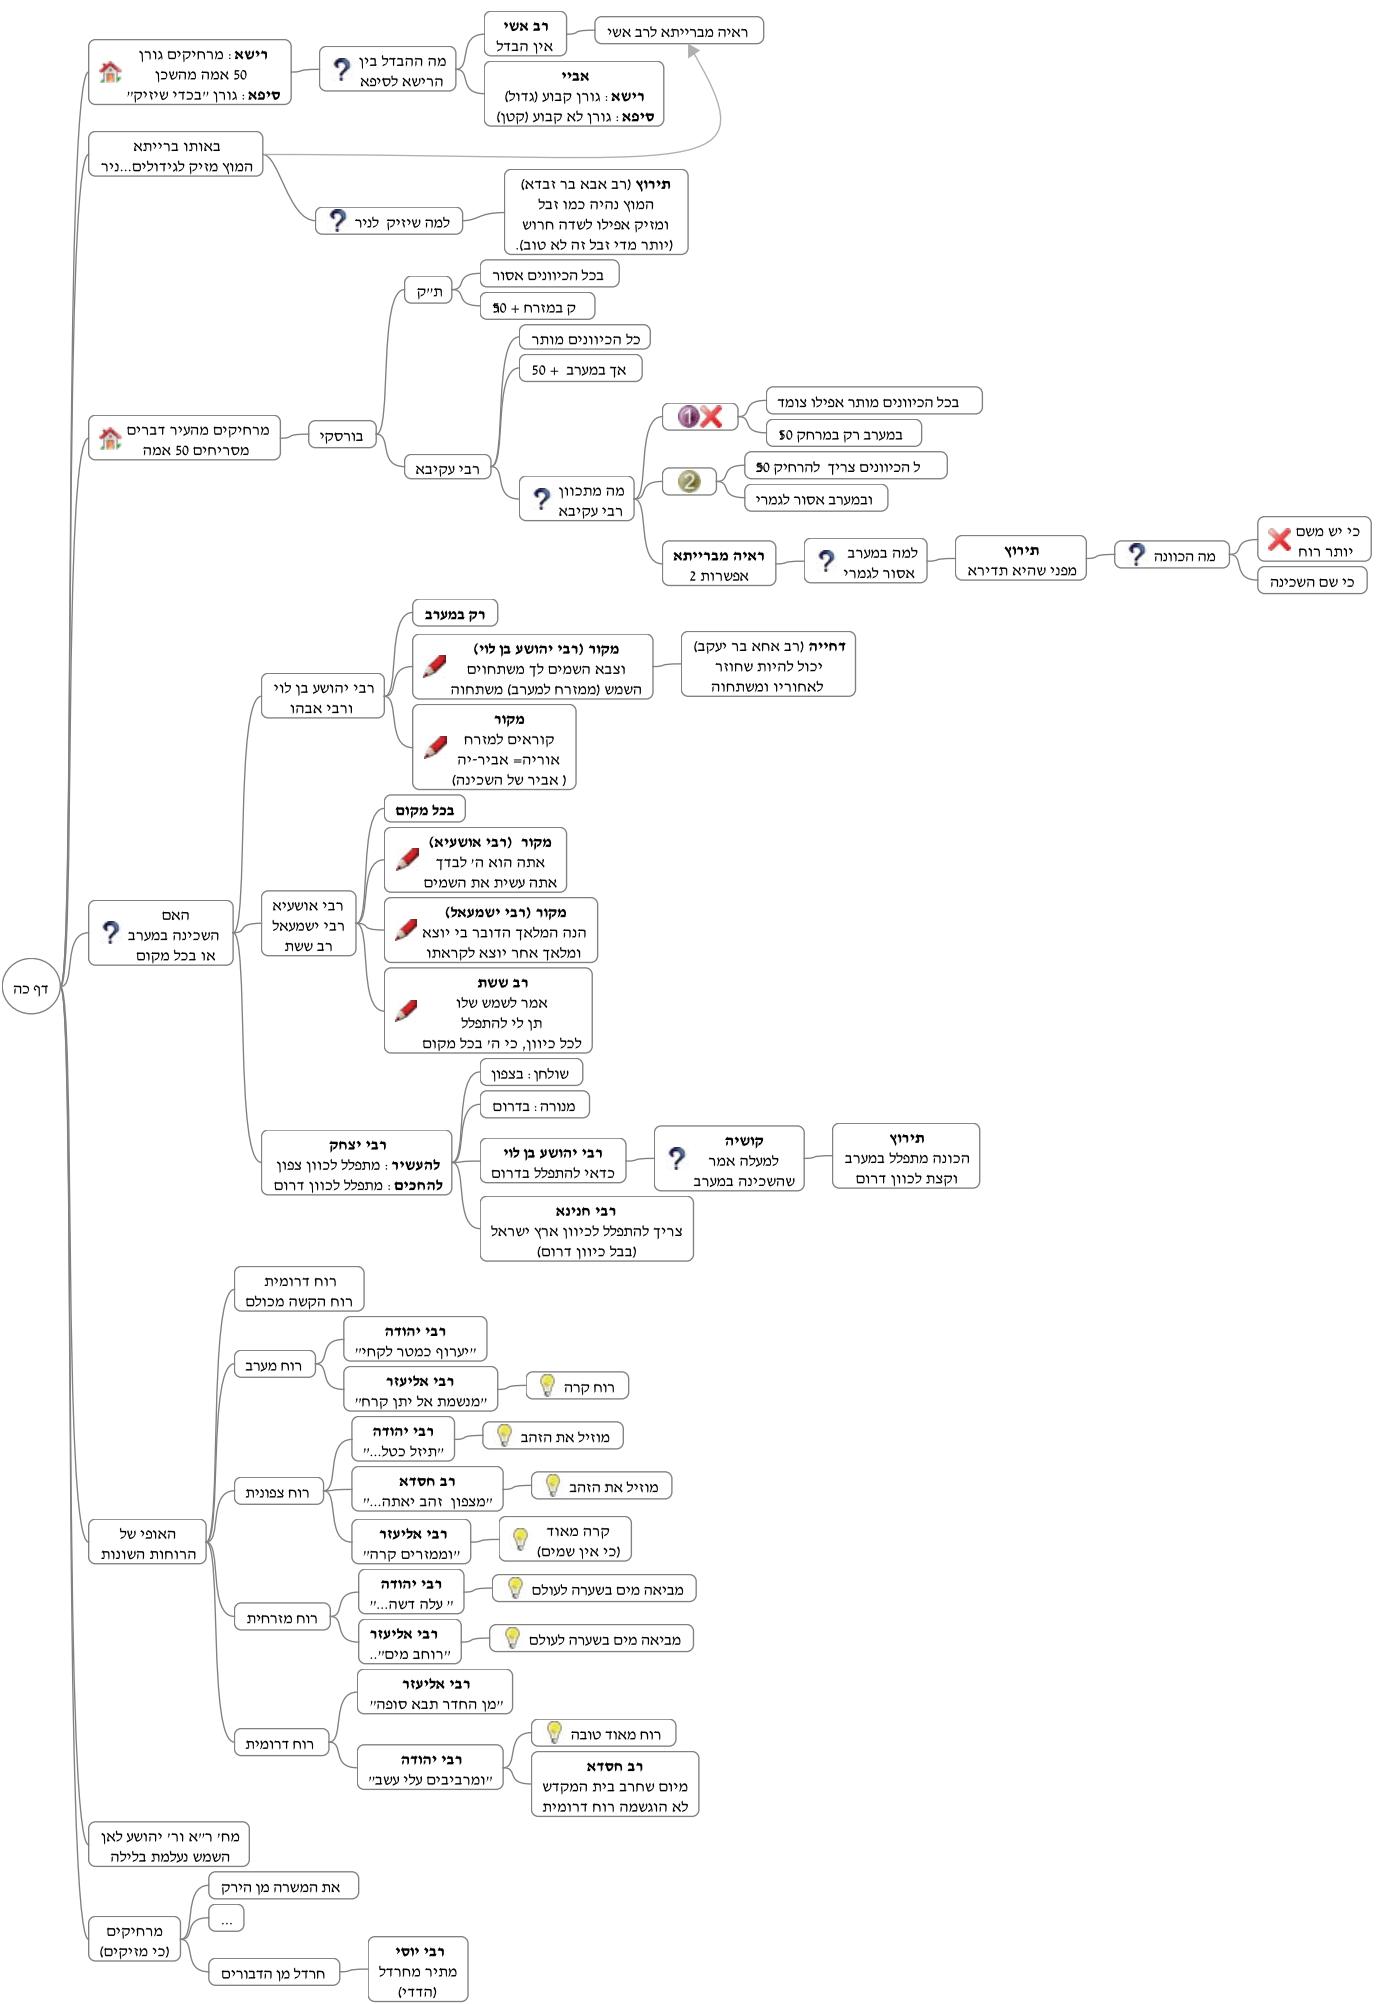 דף כה
רישא : מרחיקים גורן
50 אמה מהשכן
סיפא : גורן "בכדי שיזיק"
מה ההבדל בין
הרישא לסיפא
רב אשי
אין הבדל
ראיה מברייתא לרב אשי
אביי
רישא : גורן קבוע (גדול)
סיפא : גורן לא קבוע (קטן)
באותו ברייתא
המוץ מזיק לגידולים...ניר
למה שיזיק לניר
תירוץ (רב אבא בר זבדא)
המוץ נהיה כמו זבל
ומזיק אפילו לשדה חרוש
(יותר מדי זבל זה לא טוב).
מרחיקים מהעיר דברים
מסריחים 50 אמה
בורסקי
ת"ק
בכל הכיוונים אסור
ק במזרח + 50
רבי עקיבא
כל הכיוונים מותר
אך במערב + 50
מה מתכוון
רבי עקיבא
1
בכל הכיוונים מותר אפילו צומד
במערב רק במרחק 50
2
ל הכיוונים צריך להרחיק 50
ובמערב אסור לגמרי
ראיה מברייתא
אפשרות 2
למה במערב
אסור לגמרי
תירוץ
מפני שהיא תדירא
מה הכוונה
כי יש משם
יותר רוח
כי שם השכינה
האם
השכינה במערב
או בכל מקום
רבי יהושע בן לוי
ורבי אבהו
רק במערב
מקור (רבי יהושע בן לוי)
וצבא השמים לך משתחוים
השמש (ממזרח למערב) משתחוה
דחייה (רב אחא בר יעקב)
יכול להיות שחוזר
לאחוריו ומשתחוה
מקור
קוראים למזרח
אוריה= אביר-יה
( אביר של השכינה)
רבי אושעיא
רבי ישמעאל
רב ששת
בכל מקום
מקור (רבי אושעיא)
אתה הוא ה' לבדך
אתה עשית את השמים
מקור (רבי ישמעאל)
הנה המלאך הדובר בי יוצא
ומלאך אחר יוצא לקראתו
רב ששת
אמר לשמש שלו
תן לי להתפלל
לכל כיוון, כי ה' בכל מקום
רבי יצחק
להעשיר : מתפלל לכוון צפון
להחכים : מתפלל לכוון דרום
שולחן : בצפון
מנורה : בדרום
רבי יהושע בן לוי
כדאי להתפלל בדרום
קושיה
למעלה אמר
שהשכינה במערב
תירוץ
הכונה מתפלל במערב
וקצת לכוון דרום
רבי חנינא
צריך להתפלל לכיוון ארץ ישראל
(בבל כיוון דרום)
האופי של
הרוחות השונות
רוח דרומית
רוח הקשה מכולם
רוח מערב
רבי יהודה
"יערוף כמטר לקחי"
רבי אליעזר
"מנשמת אל יתן קרח"
רוח קרה
רוח צפונית
רבי יהודה
"תיזל כטל..."
מוזיל את הזהב
רב חסדא
"מצפון זהב יאתה..."
מוזיל את הזהב
רבי אליעזר
"וממזרים קרה"
קרה מאוד
(כי אין שמים)
רוח מזרחית
רבי יהודה
" עלה דשה..."
מביאה מים בשערה לעולם
רבי אליעזר
"רוחב מים"..
מביאה מים בשערה לעולם
רוח דרומית
רבי אליעזר
"מן החדר תבא סופה"
רבי יהודה
"ומרביבים עלי עשב"
רוח מאוד טובה
רב חסדא
מיום שחרב בית המקדש
לא הוגשמה רוח דרומית
מח' ר"א ור' יהושע לאן
השמש נעלמת בלילה
מרחיקים
(כי מזיקים)
את המשרה מן הירק
...
חרדל מן הדבורים
רבי יוסי
מתיר מחרדל
(הדדי)